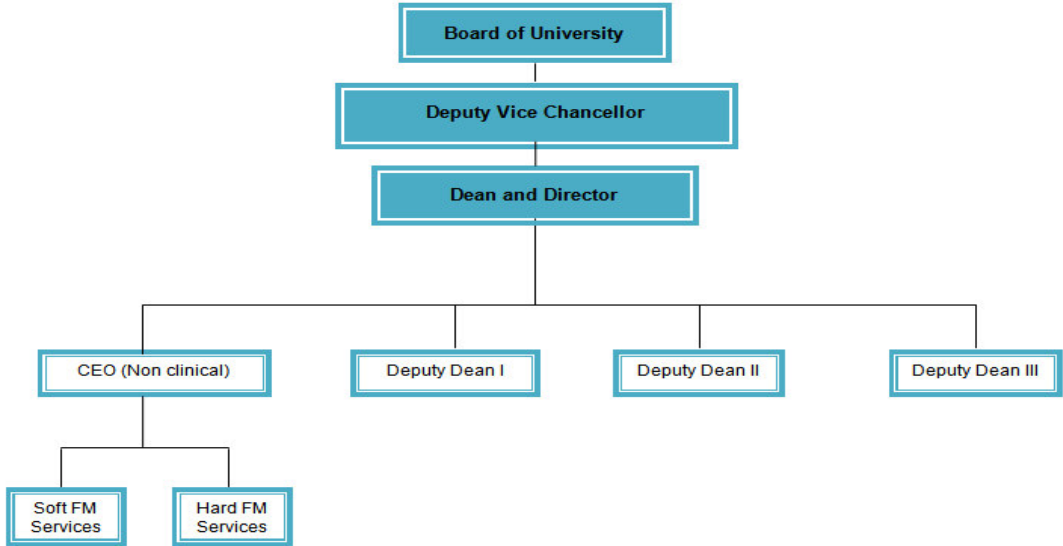 Board of University
Deputy Vice Chancellor
Dean and Director
CEO (Non clinical)
Deputy Dean I
Deputy Dean II
Deputy Dean III
Soft FM
Services
Hard FM
Services